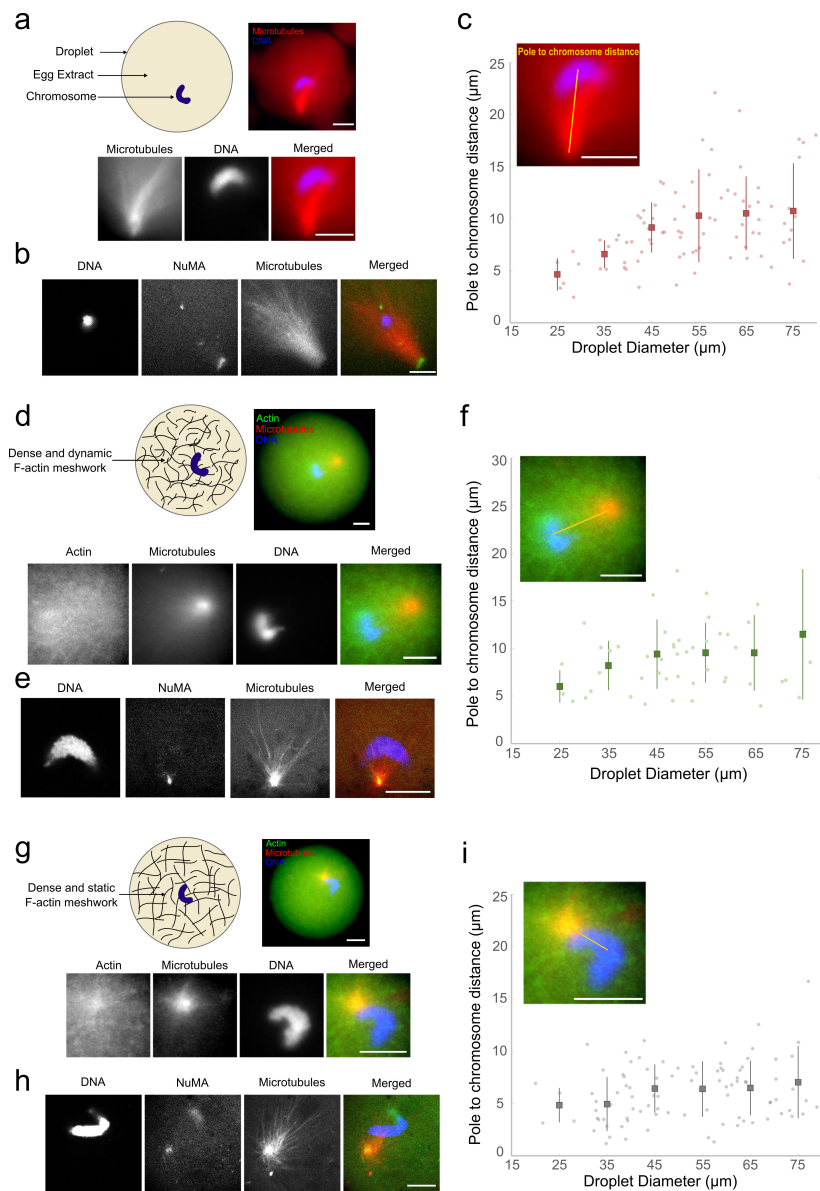 a
Droplet
Egg Extract
Chromosome
Microtubules
DNA
Microtubules
DNA
Merged
b
DNA
NuMA
Microtubules
Merged
c
Pole to chromosome distance
Pole to chromosome distance (µm)
25
20
15
10
5
0
15
25
35
45
55
65
75
Droplet Diameter (µm)
d
Dense and dynamic
F-actin meshwork
Actin
Microtubules
DNA
Actin
Microtubules
DNA
Merged
e
DNA
NuMA
Microtubules
Merged
f
Pole to chromosome distance (µm)
30
25
20
15
10
5
0
15
25
35
45
55
65
75
Droplet Diameter (µm)
g
Dense and static
F-actin meshwork
Actin
Microtubules
DNA
Actin
Microtubules
DNA
Merged
h
DNA
NuMA
Microtubules
Merged
i
Pole to chromosome distance (µm)
25
20
15
10
5
0
15
25
35
45
55
65
75
Droplet Diameter (µm)